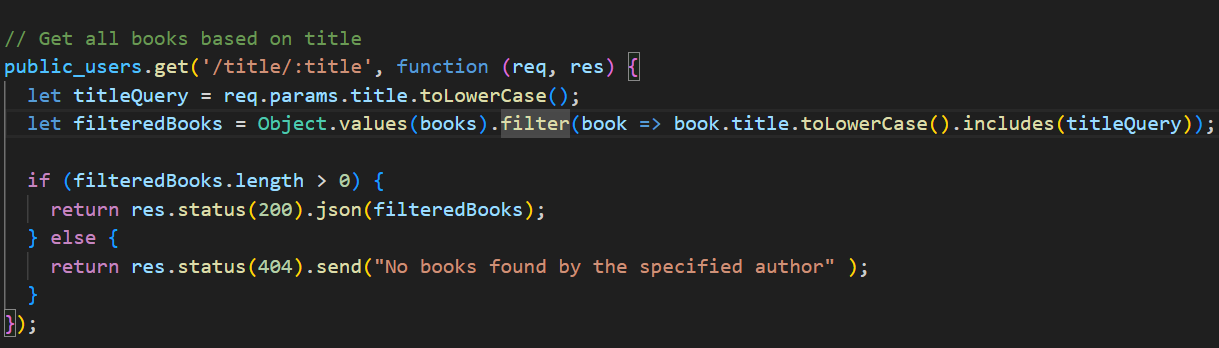 // Get all books based on title
public_users.get('/title/:title', function (req, res) {
  let titleQuery = req.params.title.toLowerCase();
  let filteredBooks = Object.values(books).filter(book => book.title.toLowerCase().includes(titleQuery));
  if (filteredBooks.length > 0) {
    return res.status(200).json(filteredBooks);
  } else {
    return res.status(404).send("No books found by the specified author" );
  }
});